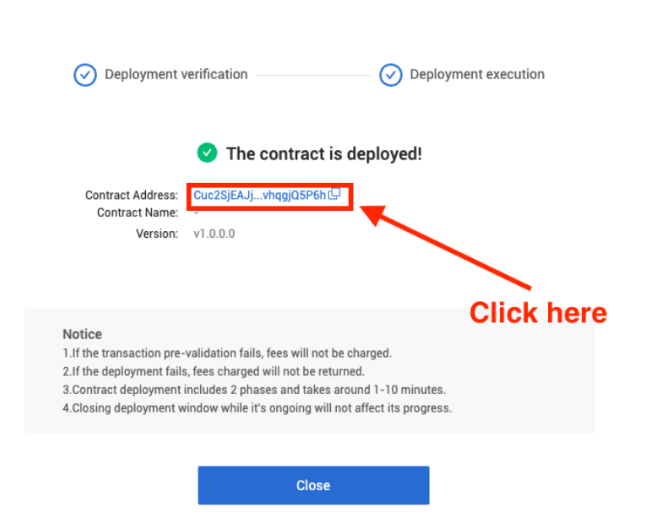 Deployment verification Deployment execution
The contract is deployed!
Contract Address: Cuc2SjEAJj...vhqgjQ5P6h
Contract Name: -
Version: v1.0.0.0
Click here
Notice
1.If the transaction pre-validation fails, fees will not be charged.
2.If the deployment fails, fees charged will not be returned.
3.Contract deployment includes 2 phases and takes around 1-10 minutes.
4.Closing deployment window while it's ongoing will not affect its progress.
Close